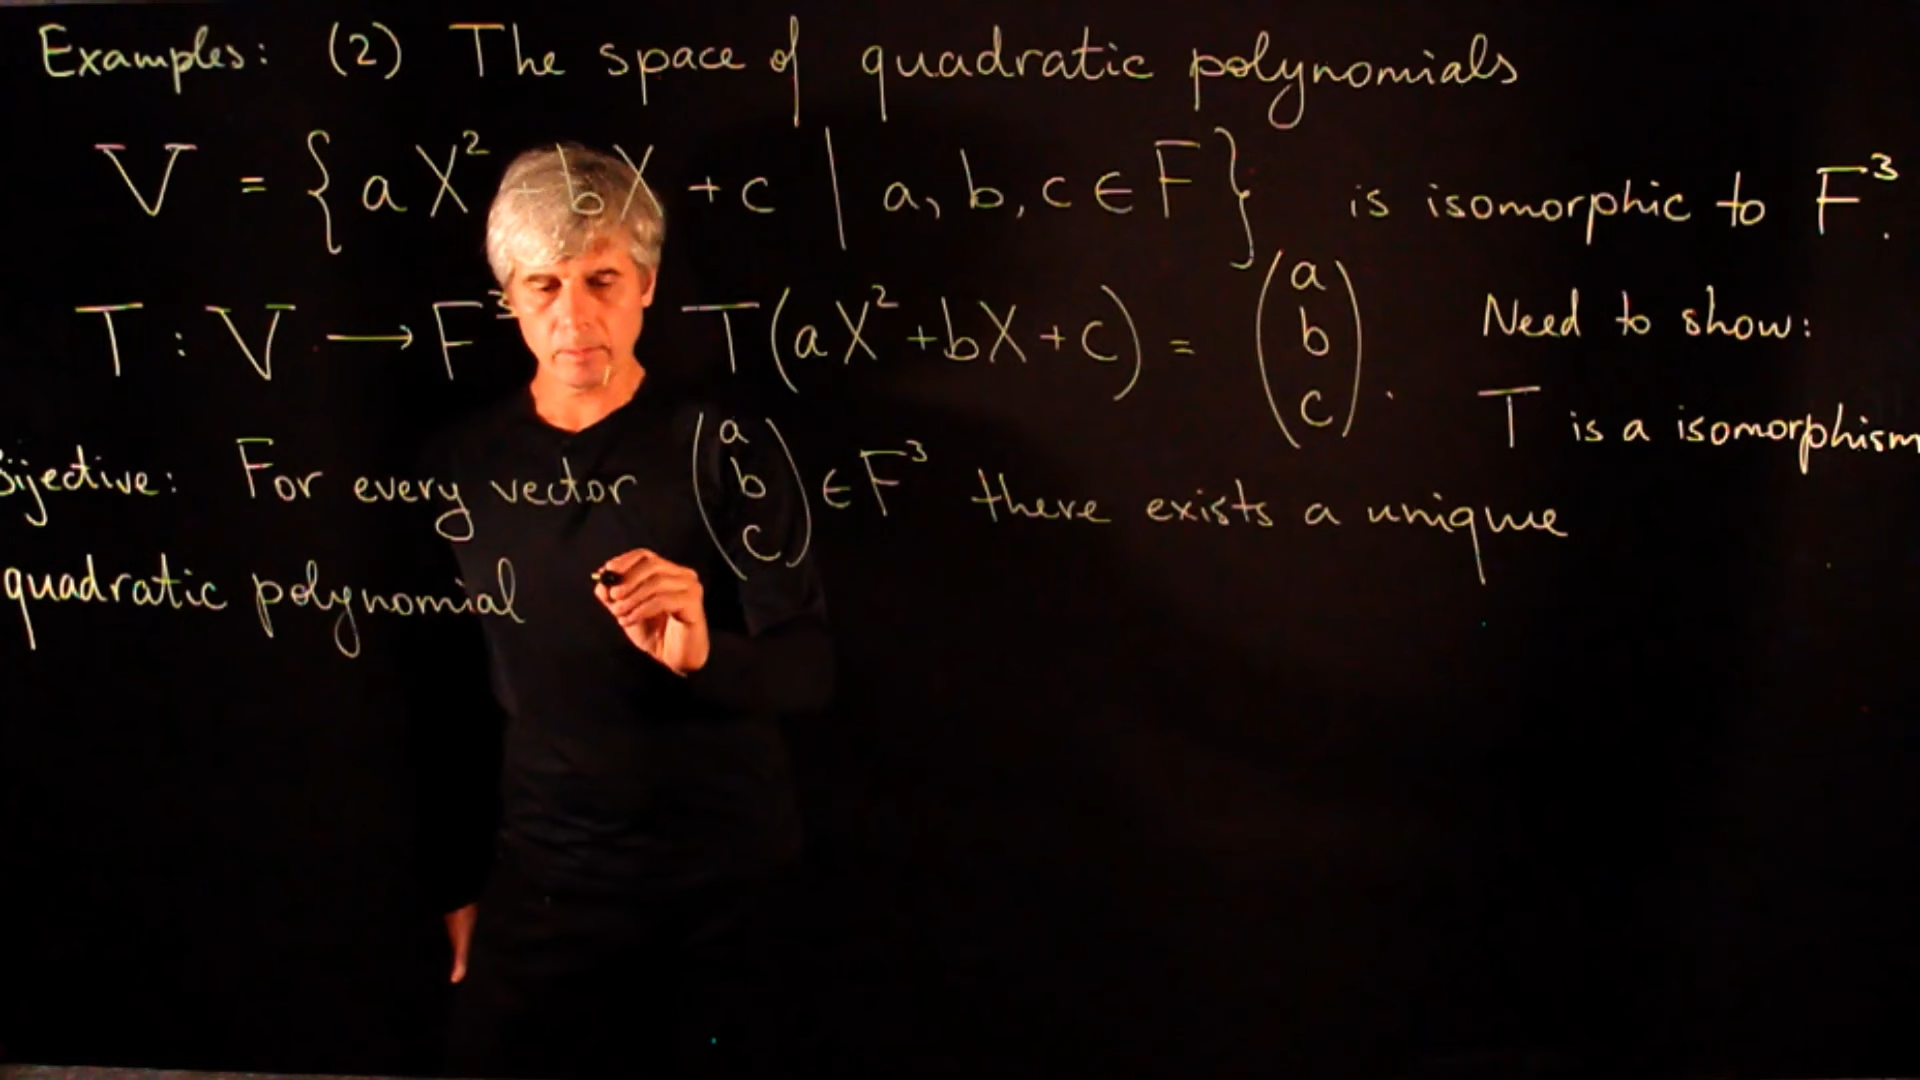 Examples: (2) The space of quadratic polynomials
V = { aX² + bX + c | a, b, c ∈ F } is isomorphic to F³.
T : V → F³ T(aX² + bX + c) = (a b c). Need to show:
T is a isomorphism
Bijective: For every vector (a b c) ∈ F³ there exists a unique
quadratic polynomial